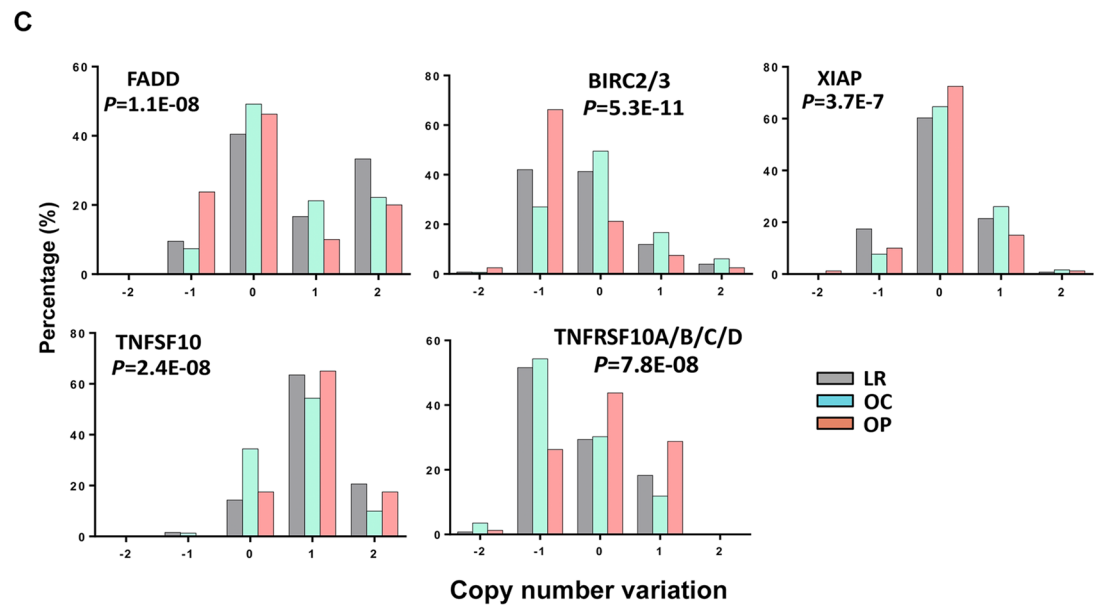 C
Percentage (%)
FADD
P=1.1E-08
60
40
20
0
-2 -1 0 1 2
BIRC2/3
P=5.3E-11
80
60
40
20
0
-2 -1 0 1 2
XIAP
P=3.7E-7
80
60
40
20
0
-2 -1 0 1 2
TNFSF10
P=2.4E-08
80
60
40
20
0
-2 -1 0 1 2
TNFRSF10A/B/C/D
P=7.8E-08
60
40
20
0
-2 -1 0 1 2
LR
OC
OP
Copy number variation